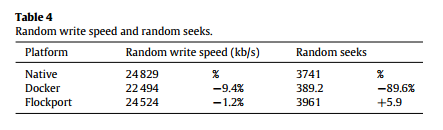 Table 4
Random write speed and random seeks.
Platform Random write speed (kb/s) Random seeks
Native 24 829 % 3741 %
Docker 22 494 −9.4% 389.2 −89.6%
Flockport 24 524 −1.2% 3961 +5.9